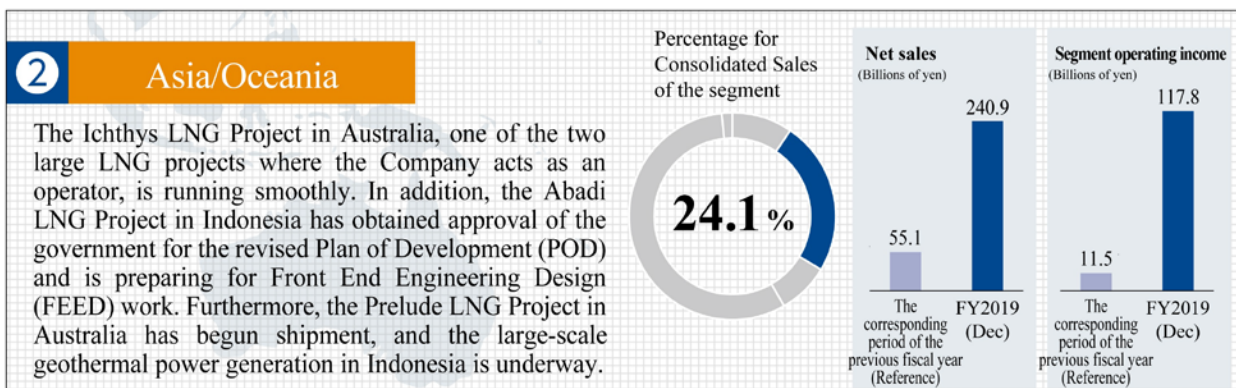 2
Asia/Oceania
The Ichthys LNG Project in Australia, one of the two
large LNG projects where the Company acts as an
operator, is running smoothly. In addition, the Abadi
LNG Project in Indonesia has obtained approval of the
government for the revised Plan of Development (POD)
and is preparing for Front End Engineering Design
(FEED) work. Furthermore, the Prelude LNG Project in
Australia has begun shipment, and the large-scale
geothermal power generation in Indonesia is underway.
Percentage for
Consolidated Sales
of the segment
24.1 %
Net sales
(Billions of yen)
240.9
55.1
The
corresponding
period of the
previous fiscal year
(Reference)
FY2019
(Dec)
Segment operating income
(Billions of yen)
117.8
11.5
The
corresponding
period of the
previous fiscal year
(Reference)
FY2019
(Dec)